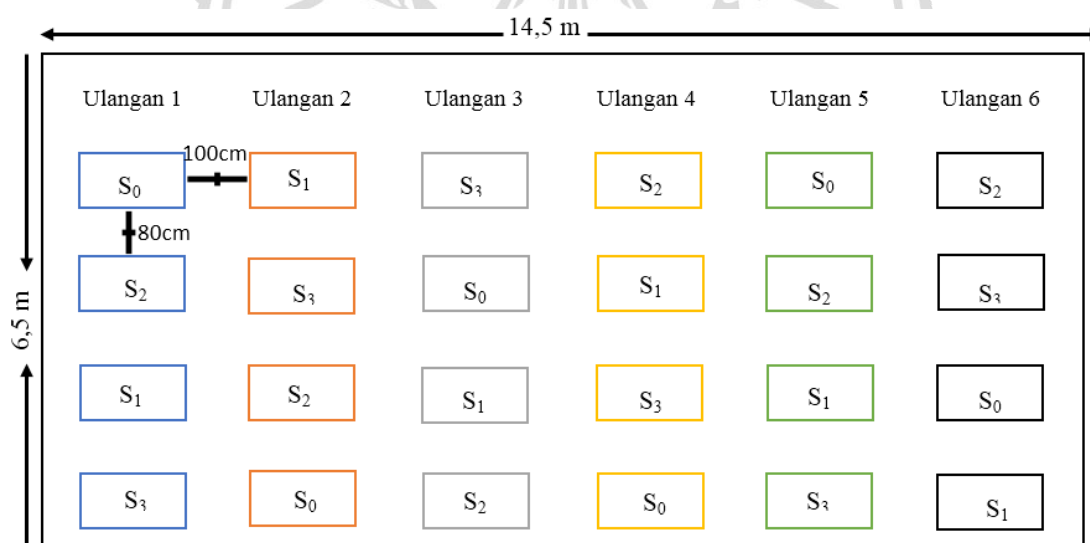 14,5 m
Ulangan 1 Ulangan 2 Ulangan 3 Ulangan 4 Ulangan 5 Ulangan 6
100cm
S₀ S₁ S₃ S₂ S₀ S₂
80cm
S₂ S₃ S₀ S₁ S₂ S₃
6,5 m
S₁ S₂ S₁ S₃ S₁ S₀
S₃ S₀ S₂ S₀ S₃ S₁